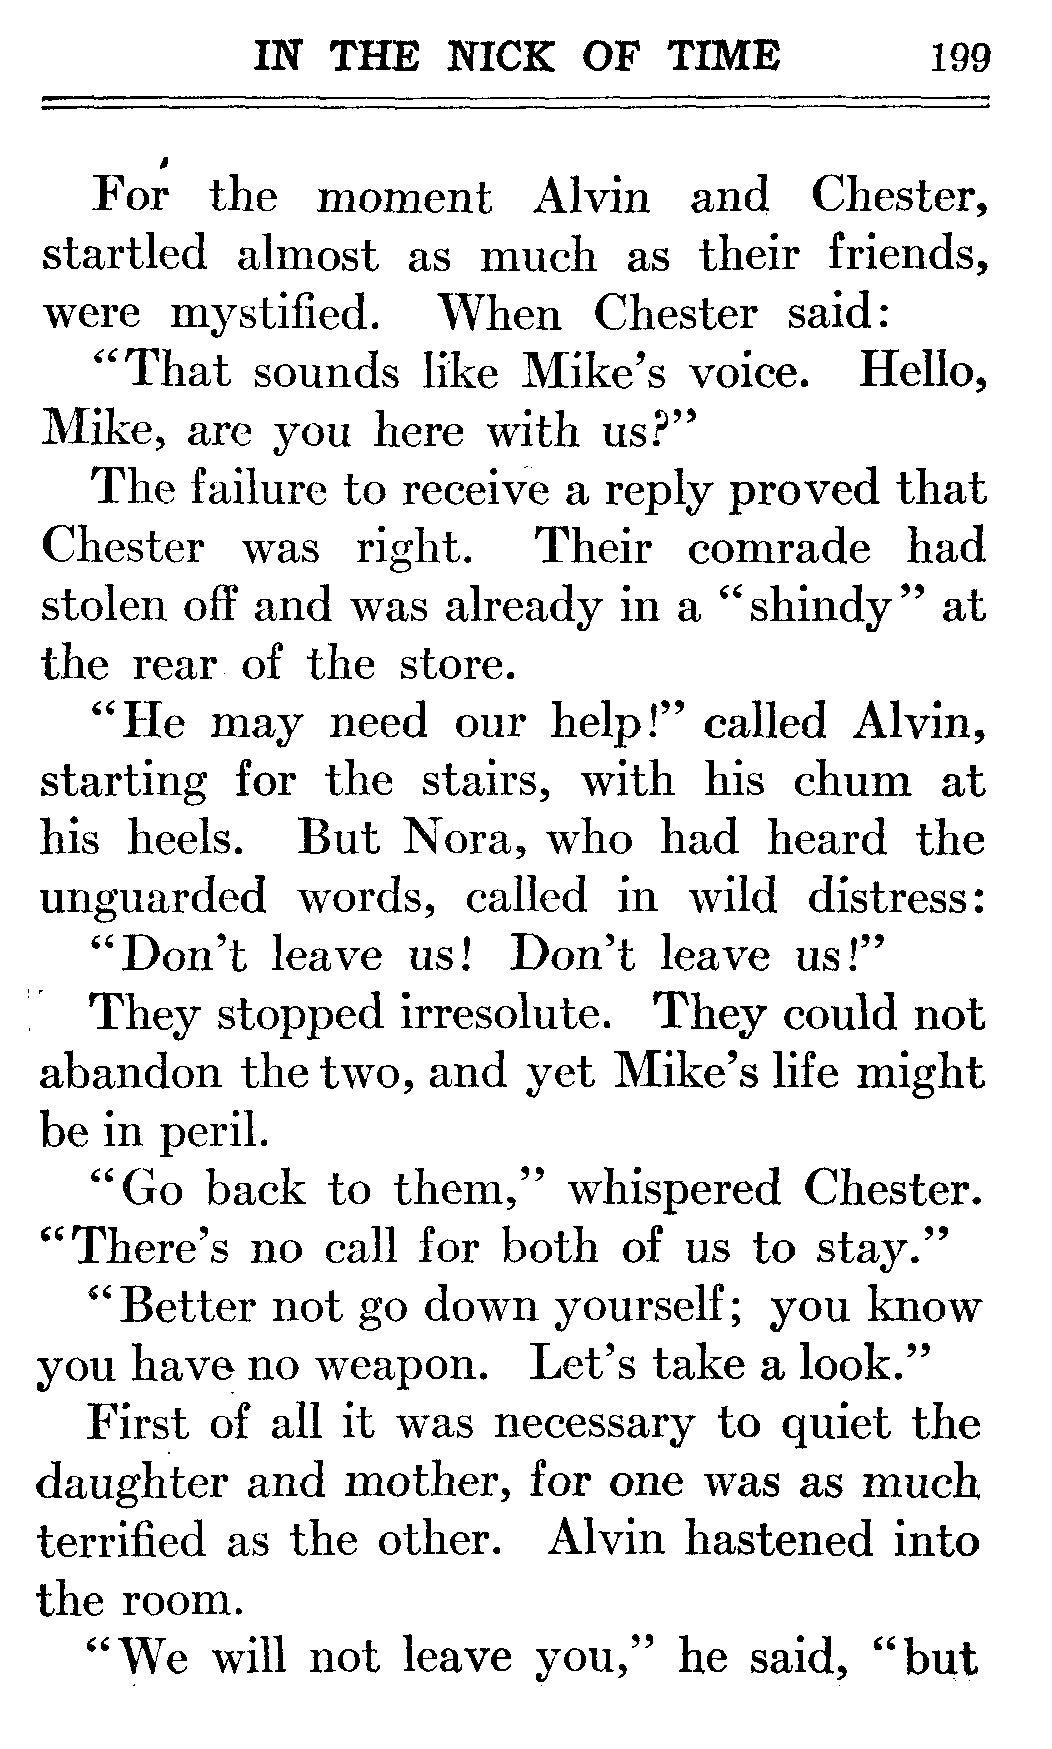 IN THE NICK OF TIME 199
For the moment Alvin and Chester,
startled almost as much as their friends,
were mystified. When Chester said:
“That sounds like Mike’s voice. Hello,
Mike, are you here with us?”
The failure to receive a reply proved that
Chester was right. Their comrade had
stolen off and was already in a “shindy” at
the rear of the store.
“He may need our help!” called Alvin,
starting for the stairs, with his chum at
his heels. But Nora, who had heard the
unguarded words, called in wild distress:
“Don’t leave us! Don’t leave us!”
They stopped irresolute. They could not
abandon the two, and yet Mike’s life might
be in peril.
“Go back to them,” whispered Chester.
“There’s no call for both of us to stay.”
“Better not go down yourself; you know
you have no weapon. Let’s take a look.”
First of all it was necessary to quiet the
daughter and mother, for one was as much
terrified as the other. Alvin hastened into
the room.
“We will not leave you,” he said, “but